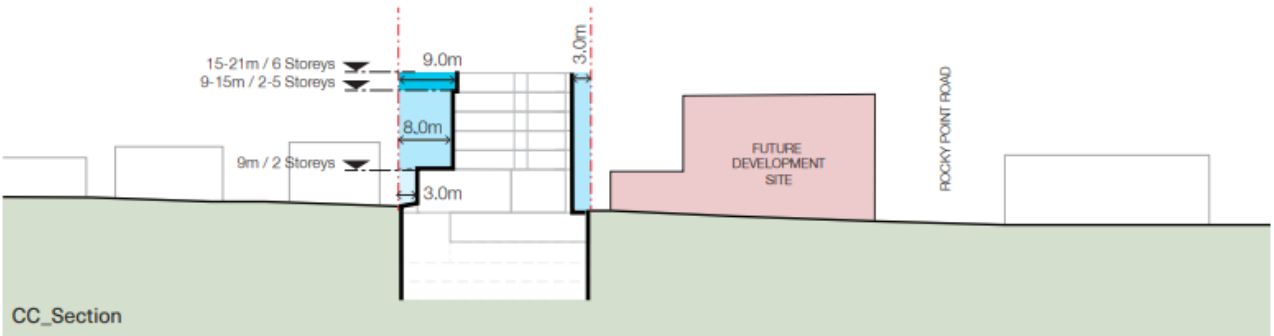 15-21m / 6 Storeys
9-15m / 2-5 Storeys
9.0m
3.0m
8.0m
9m / 2 Storeys
3.0m
FUTURE
DEVELOPMENT
SITE
ROCKY POINT ROAD
CC_Section